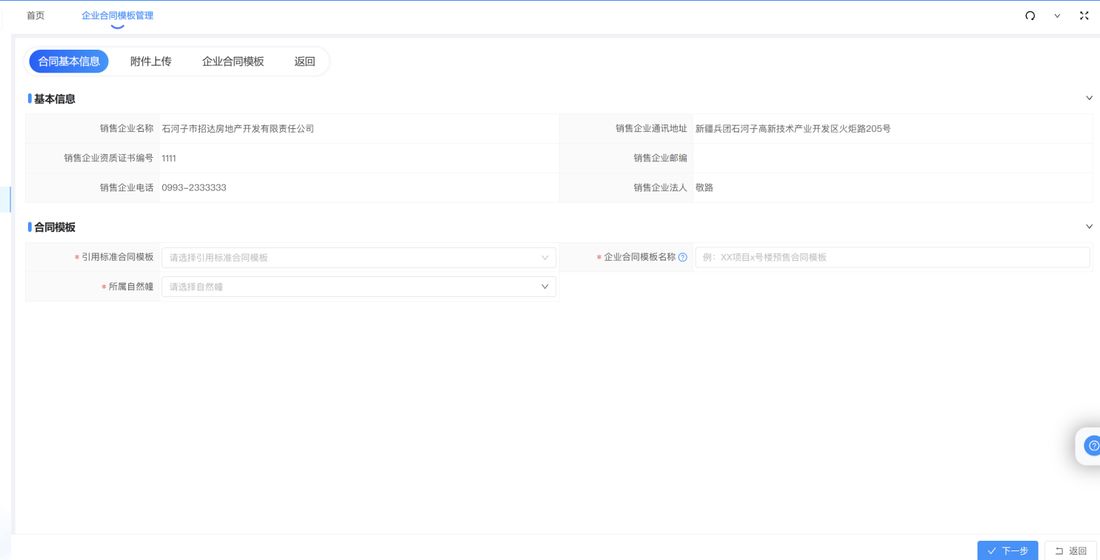 首页 企业合同模板管理
合同基本信息 附件上传 企业合同模板 返回
基本信息
销售企业名称 石河子市招达房地产开发有限责任公司 销售企业通讯地址 新疆兵团石河子高新技术产业开发区火炬路205号
销售企业资质证书编号 1111 销售企业邮编
销售企业电话 0993-2333333 销售企业法人 敬路
合同模板
* 引用标准合同模板 请选择引用标准合同模板 * 企业合同模板名称 例：XX项目x号楼预售合同模板
* 所属自然幢 请选择自然幢
下一步 返回